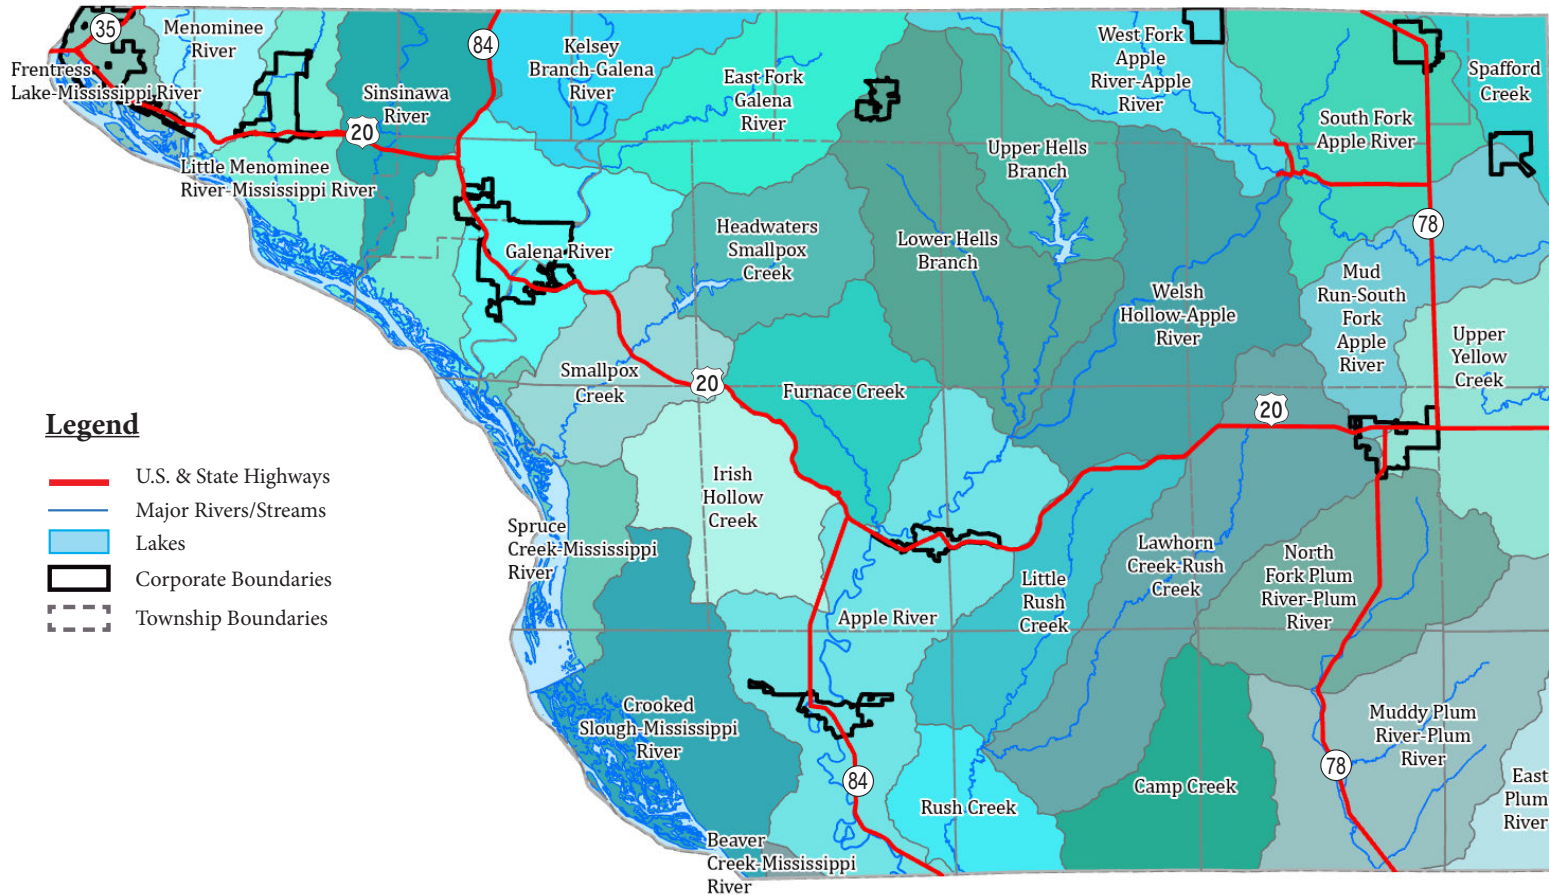 35
Menominee
River
84
Kelsey
Branch-Galena
River
West Fork
Apple
River-Apple
River
Spafford
Creek
Frentress
Lake-Mississippi River
Sinsinawa
River
East Fork
Galena
River
South Fork
Apple River
20
Little Menominee
River-Mississippi River
Upper Hells
Branch
Galena River
Headwaters
Smallpox
Creek
Lower Hells
Branch
78
Mud
Run-South
Fork
Apple
River
Welsh
Hollow-Apple
River
Upper
Yellow
Creek
Smallpox
Creek
20
Furnace Creek
20
Legend
U.S. & State Highways
Major Rivers/Streams
Lakes
Corporate Boundaries
Township Boundaries
Irish
Hollow
Creek
Spruce
Creek-Mississippi
River
Little
Rush
Creek
Lawhorn
Creek-Rush
Creek
North
Fork Plum
River-Plum
River
Apple River
Crooked
Slough-Mississippi
River
Muddy Plum
River-Plum
River
84
78
Rush Creek
Camp Creek
East
Plum
River
Beaver
Creek-Mississippi
River